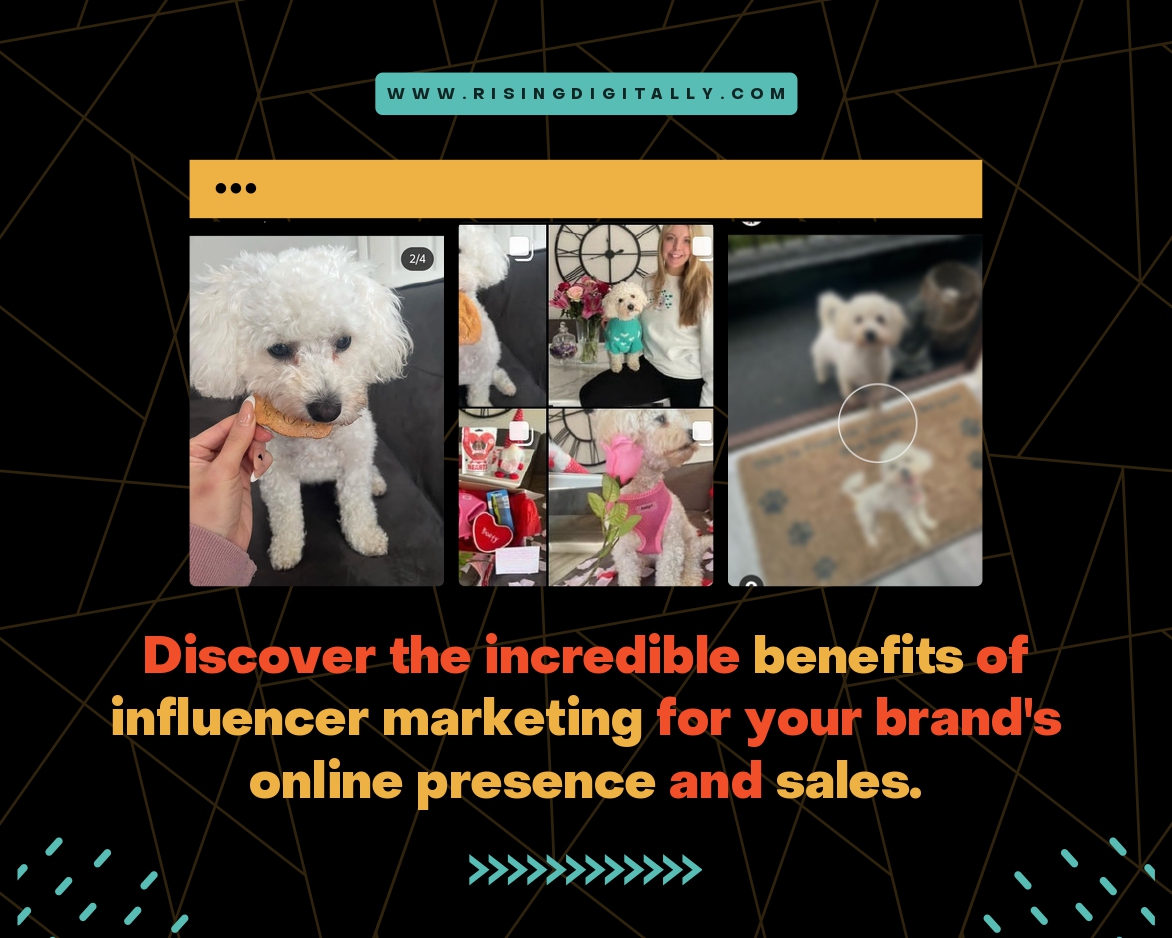 WWW.RISINGDIGITALLY.COM
2/4
Discover the incredible benefits of
influencer marketing for your brand's
online presence and sales.